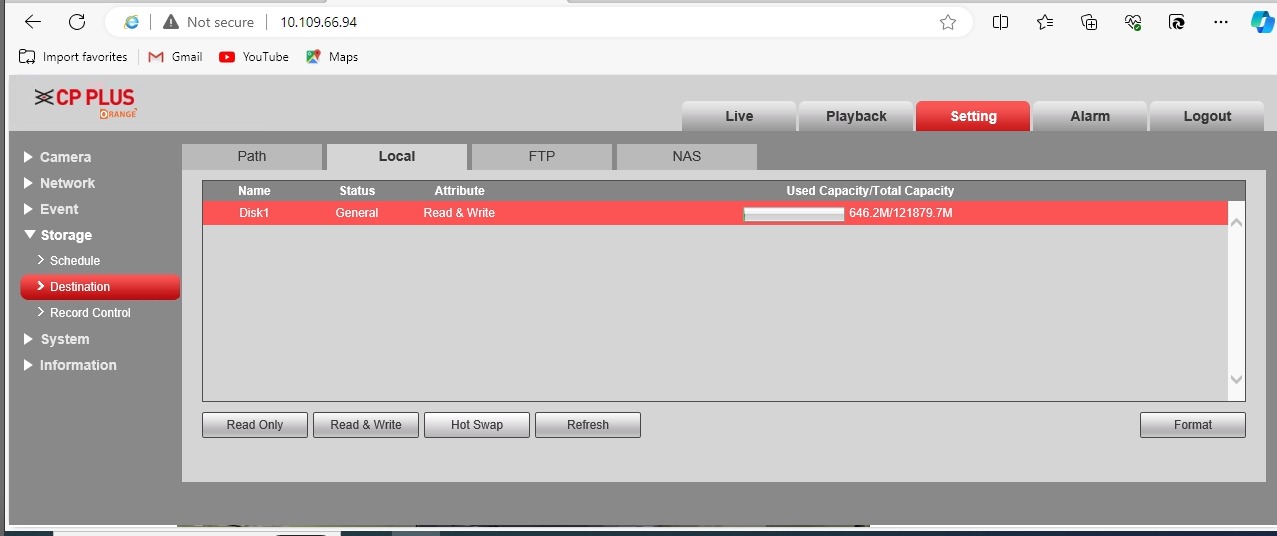 Not secure 10.109.66.94
Import favorites Gmail YouTube Maps
CP PLUS
ORANGE
Live Playback Setting Alarm Logout
Camera
Network
Event
Storage
Schedule
Destination
Record Control
System
Information
Path Local FTP NAS
Name Status Attribute Used Capacity/Total Capacity
Disk1 General Read & Write 646.2M/121879.7M
Read Only Read & Write Hot Swap Refresh Format